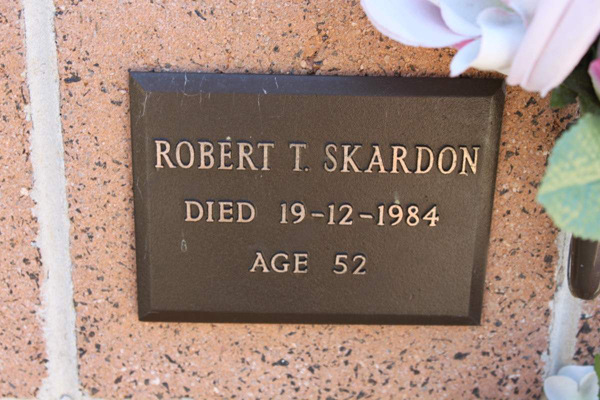 ROBERT T. SKARDON
DIED 19-12-1984
AGE 52